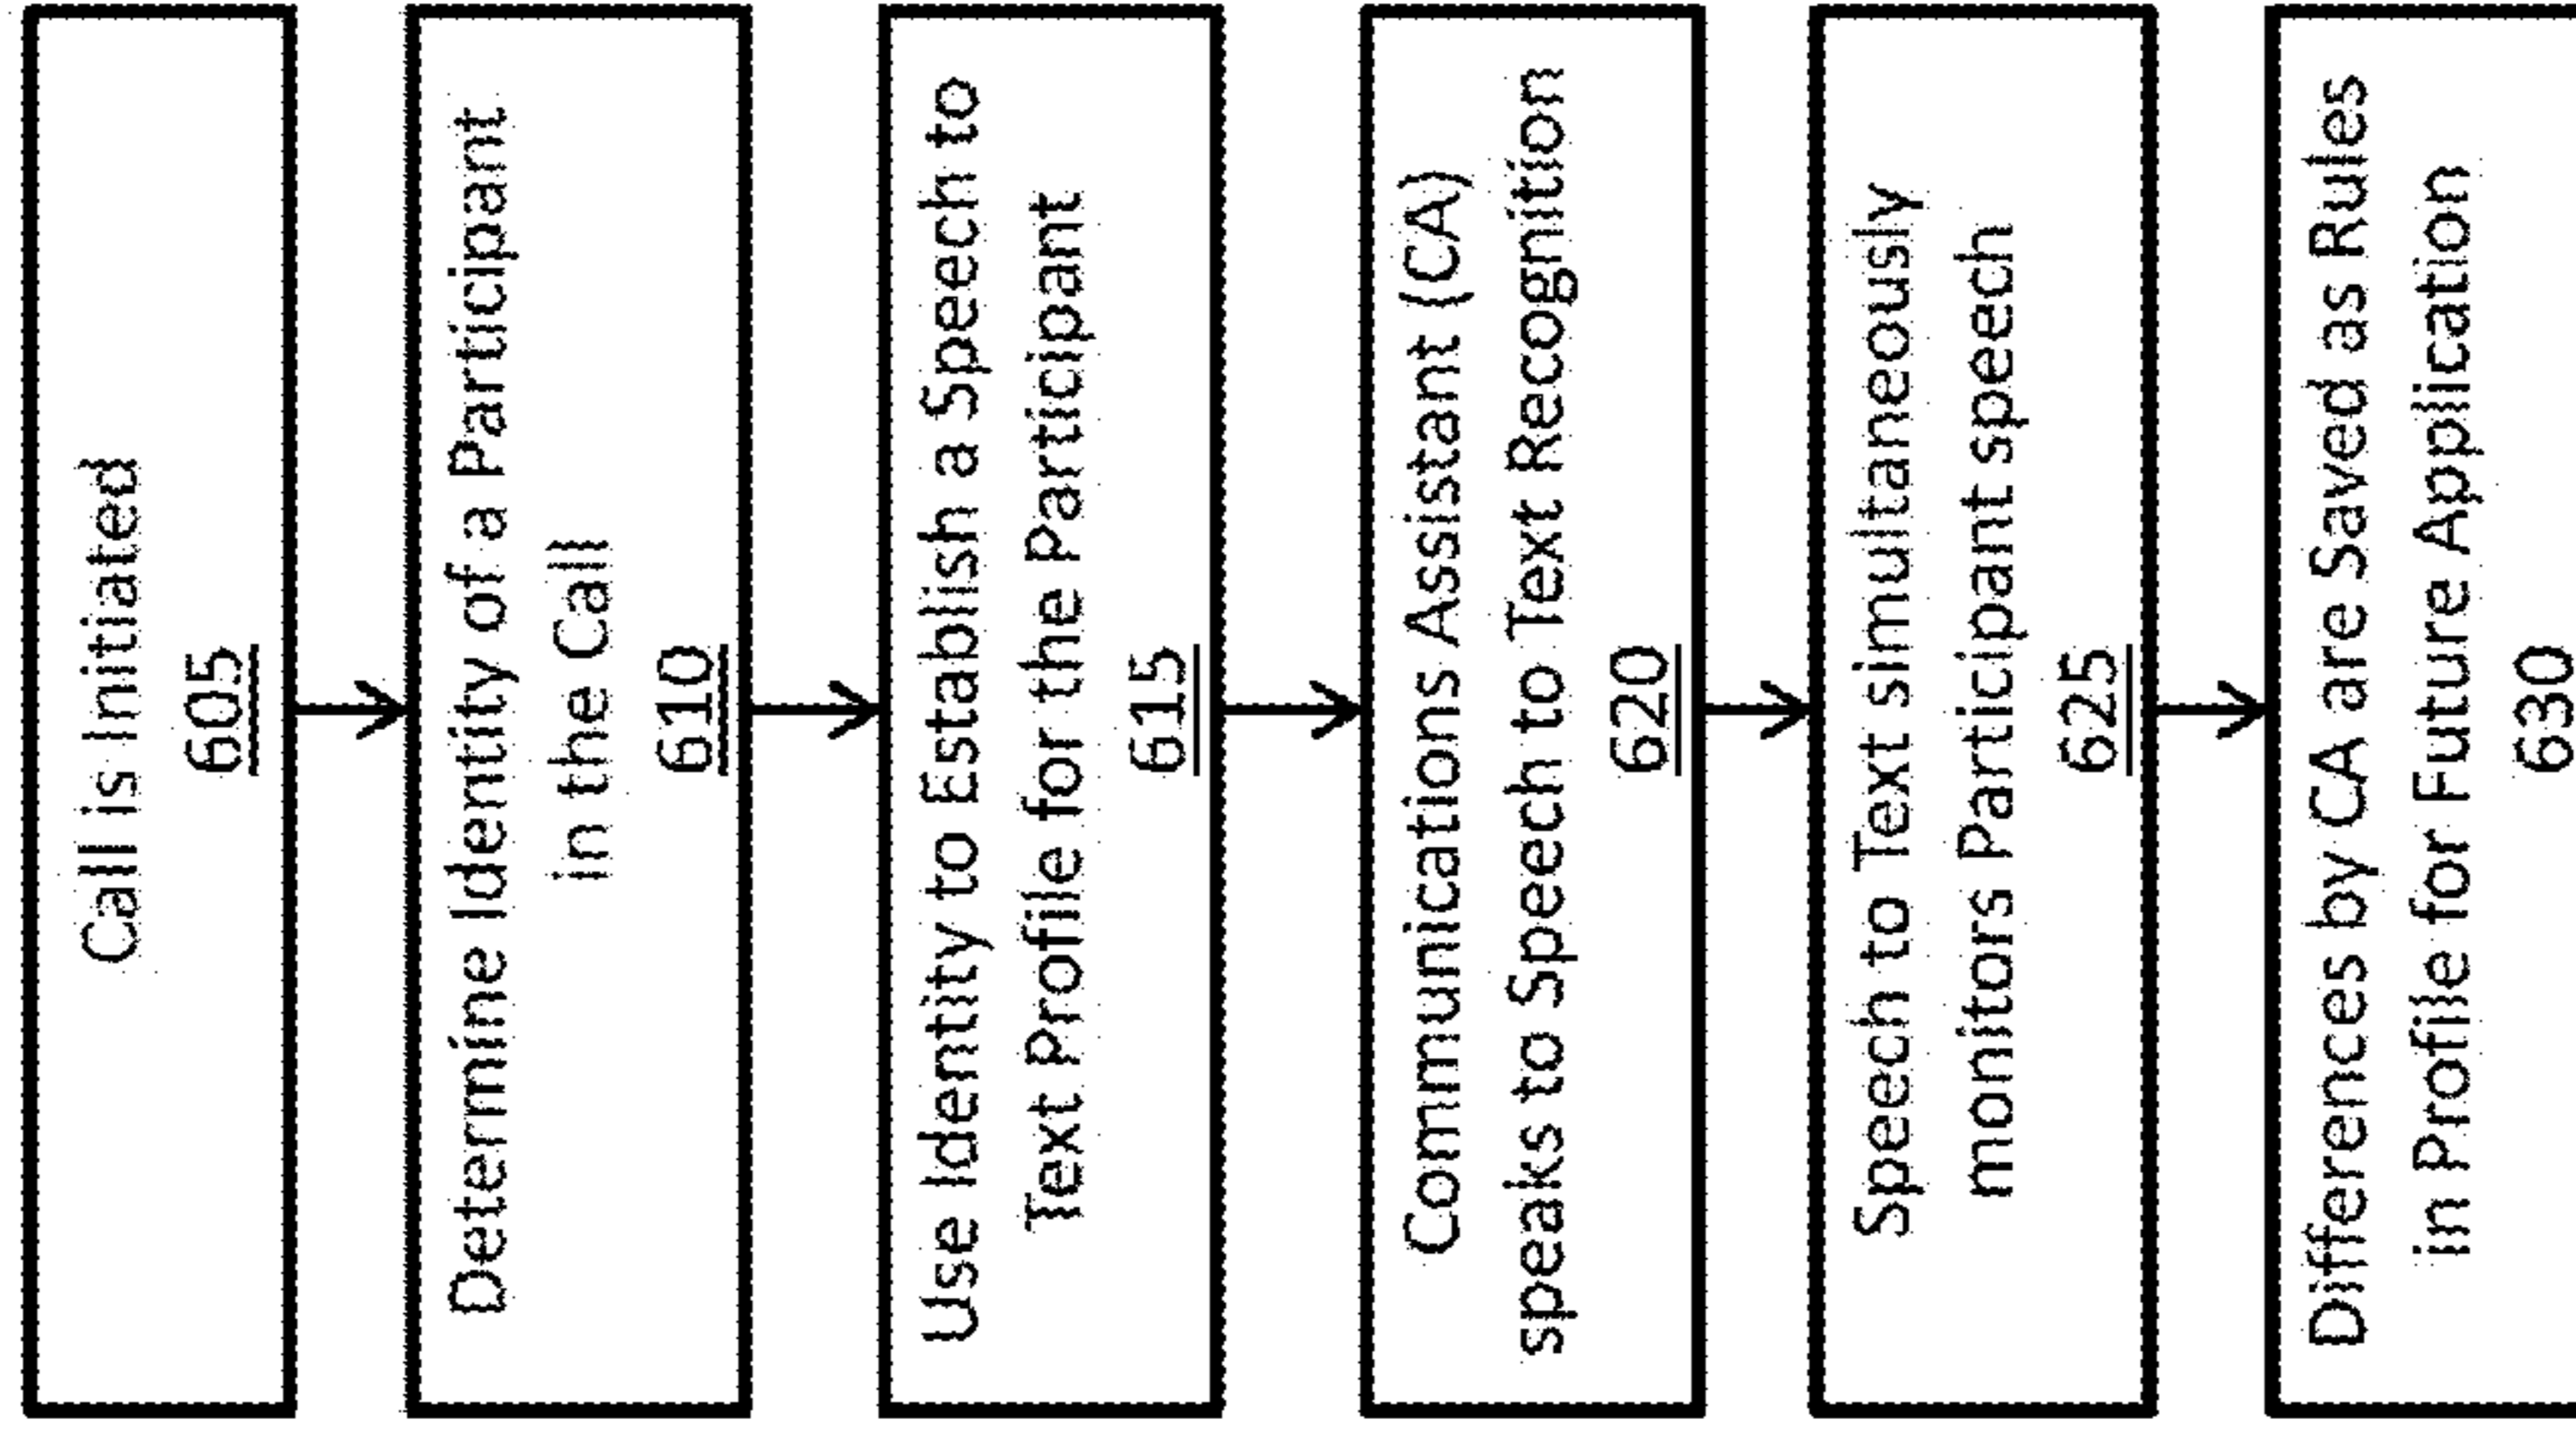 Call is Initiated
605
Determine Identity of a Participant
in the Call
610
Use Identity to Establish a Speech to
Text Profile for the Participant
615
Communications Assistant (CA)
speaks to Speech to Text Recognition
620
Speech to Text simultaneously
monitors Participant speech
625
Differences by CA are Saved as Rules
in Profile for Future Application
630